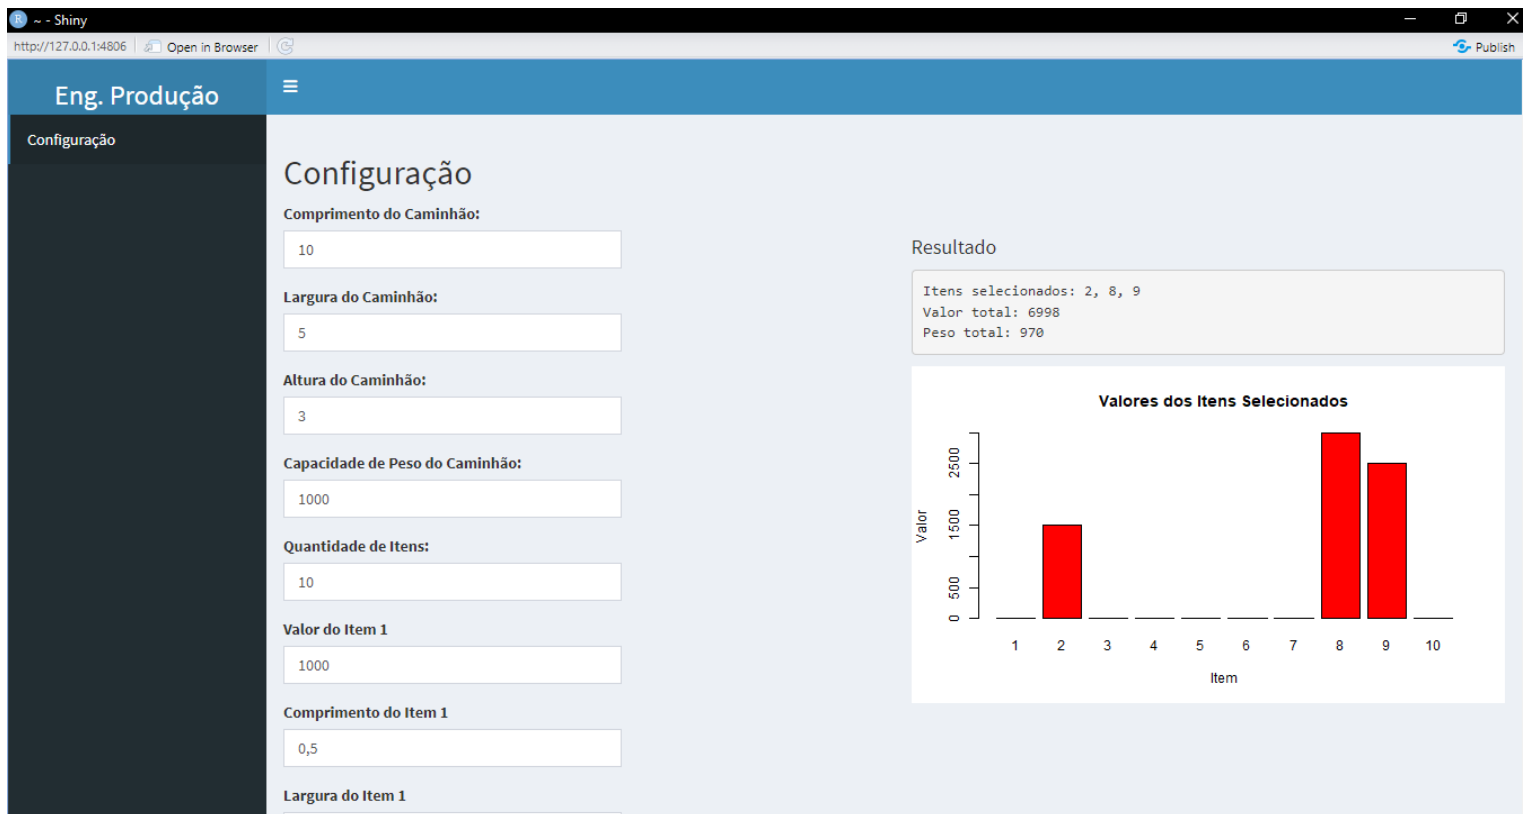 R ~ - Shiny
http://127.0.0.1:4806 Open in Browser Publish
Eng. Produção
Configuração
Configuração
Comprimento do Caminhão:
10
Largura do Caminhão:
5
Altura do Caminhão:
3
Capacidade de Peso do Caminhão:
1000
Quantidade de Itens:
10
Valor do Item 1
1000
Comprimento do Item 1
0,5
Largura do Item 1
Resultado
Itens selecionados: 2, 8, 9
Valor total: 6998
Peso total: 970
Valores dos Itens Selecionados
Valor
2500
1500
500
0
1 2 3 4 5 6 7 8 9 10
Item